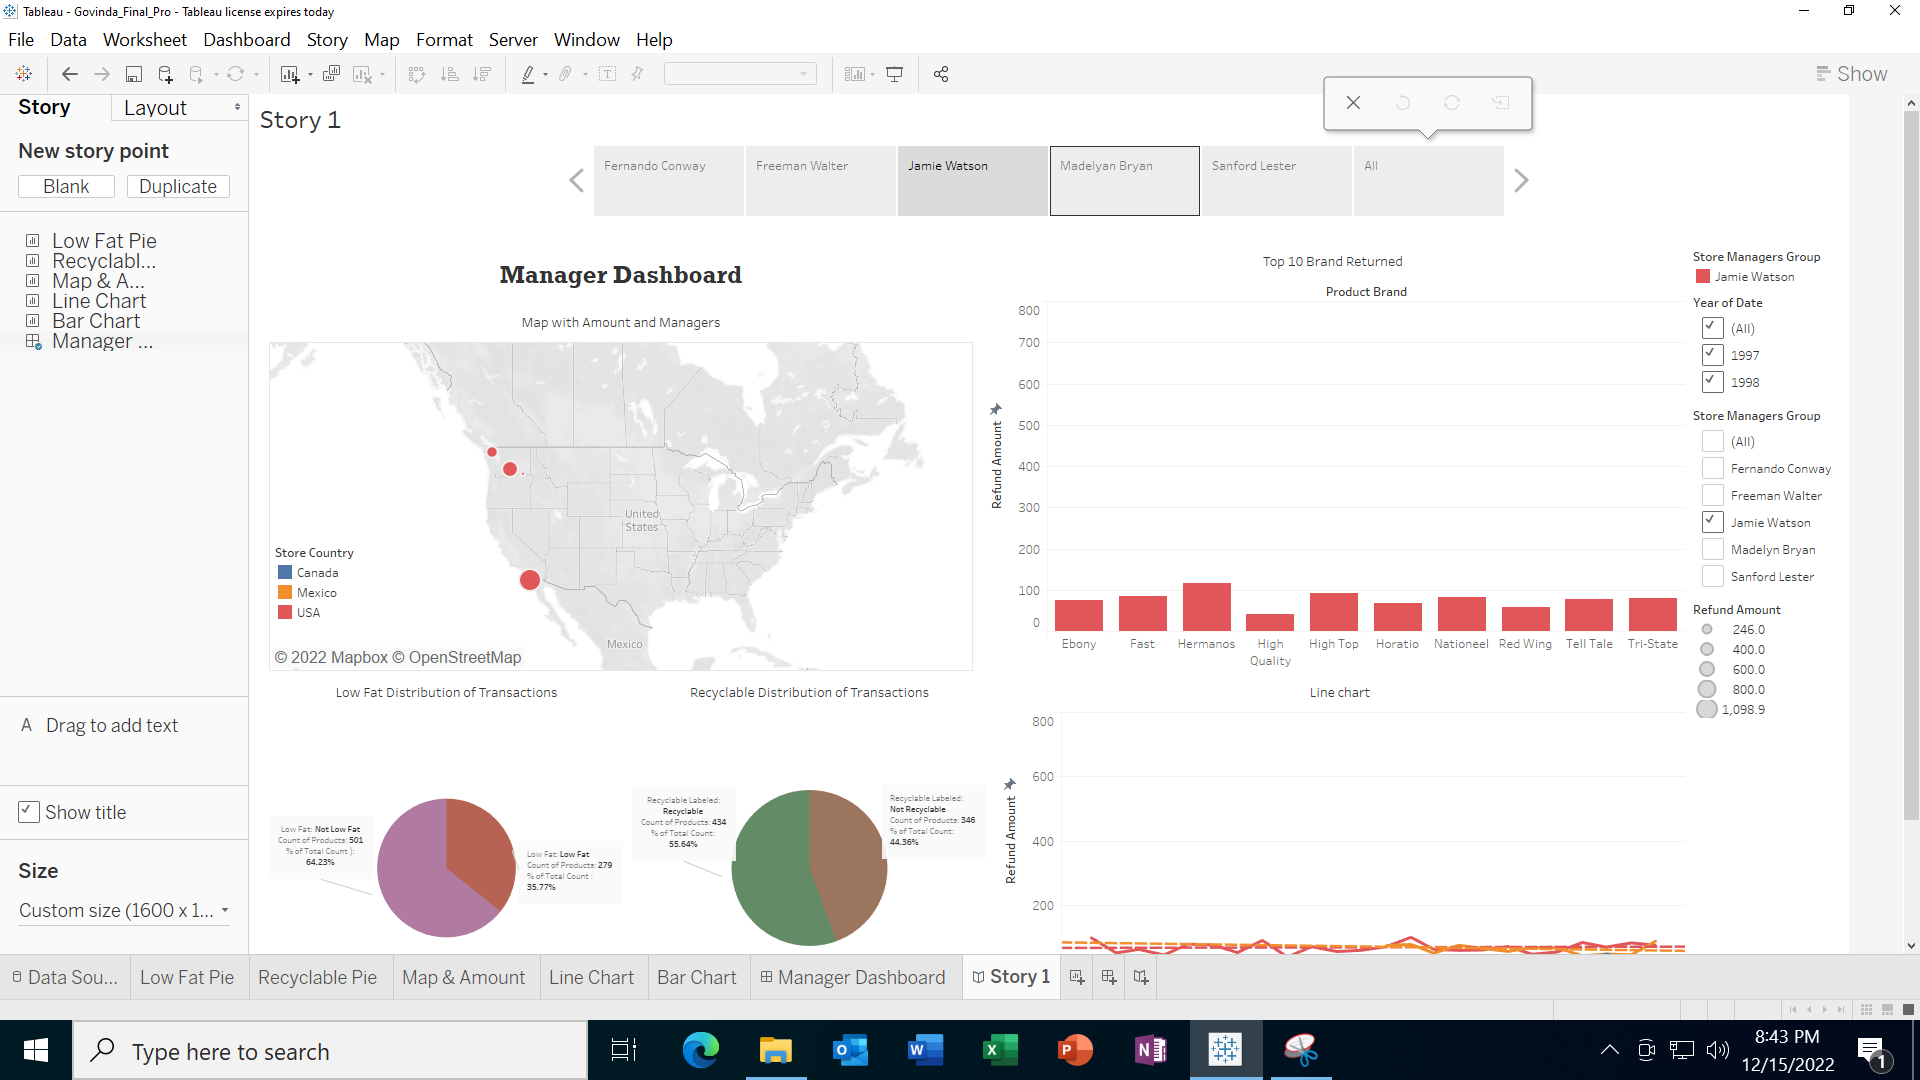 Tableau - Govinda_Final_Pro - Tableau license expires today
File Data Worksheet Dashboard Story Map Format Server Window Help
Show
Story Layout
New story point
Blank Duplicate
Low Fat Pie
Recyclabl...
Map & A...
Line Chart
Bar Chart
Manager ...
A Drag to add text
Show title
Size
Custom size (1600 x 1...
Story 1
Fernando Conway Freeman Walter Jamie Watson Madelyan Bryan Sanford Lester All
Manager Dashboard
Map with Amount and Managers
United
States
Mexico
Store Country
Canada
Mexico
USA
© 2022 Mapbox © OpenStreetMap
Top 10 Brand Returned
Product Brand
Refund Amount
800
700
600
500
400
300
200
100
0
Ebony Fast Hermanos High Quality High Top Horatio Nationeel Red Wing Tell Tale Tri-State
Store Managers Group
Jamie Watson
Year of Date
(All)
1997
1998
Store Managers Group
(All)
Fernando Conway
Freeman Walter
Jamie Watson
Madelyn Bryan
Sanford Lester
Refund Amount
246.0
400.0
600.0
800.0
1,098.9
Low Fat Distribution of Transactions
Low Fat: Not Low Fat
Count of Products: 501
% of Total Count ):
64.23%
Low Fat: Low Fat
Count of Products: 279
% of Total Count :
35.77%
Recyclable Distribution of Transactions
Recyclable Labeled:
Recyclable
Count of Products: 434
% of Total Count:
55.64%
Recyclable Labeled:
Not Recyclable
Count of Products: 346
% of Total Count:
44.36%
Line chart
Refund Amount
800
600
400
200
Data Sou... Low Fat Pie Recyclable Pie Map & Amount Line Chart Bar Chart Manager Dashboard Story 1
Type here to search
8:43 PM
12/15/2022
1